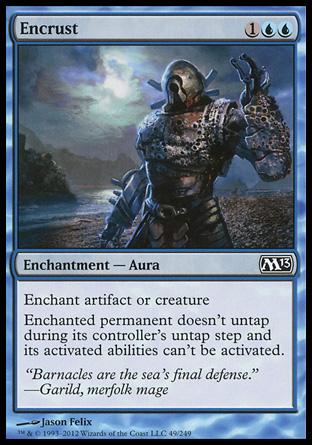 Encrust 1
Enchantment — Aura M13
Enchant artifact or creature
Enchanted permanent doesn't untap
during its controller's untap step and
its activated abilities can't be activated.
"Barnacles are the sea's final defense."
—Garild, merfolk mage
Jason Felix
™ & © 1993–2012 Wizards of the Coast LLC 49/249